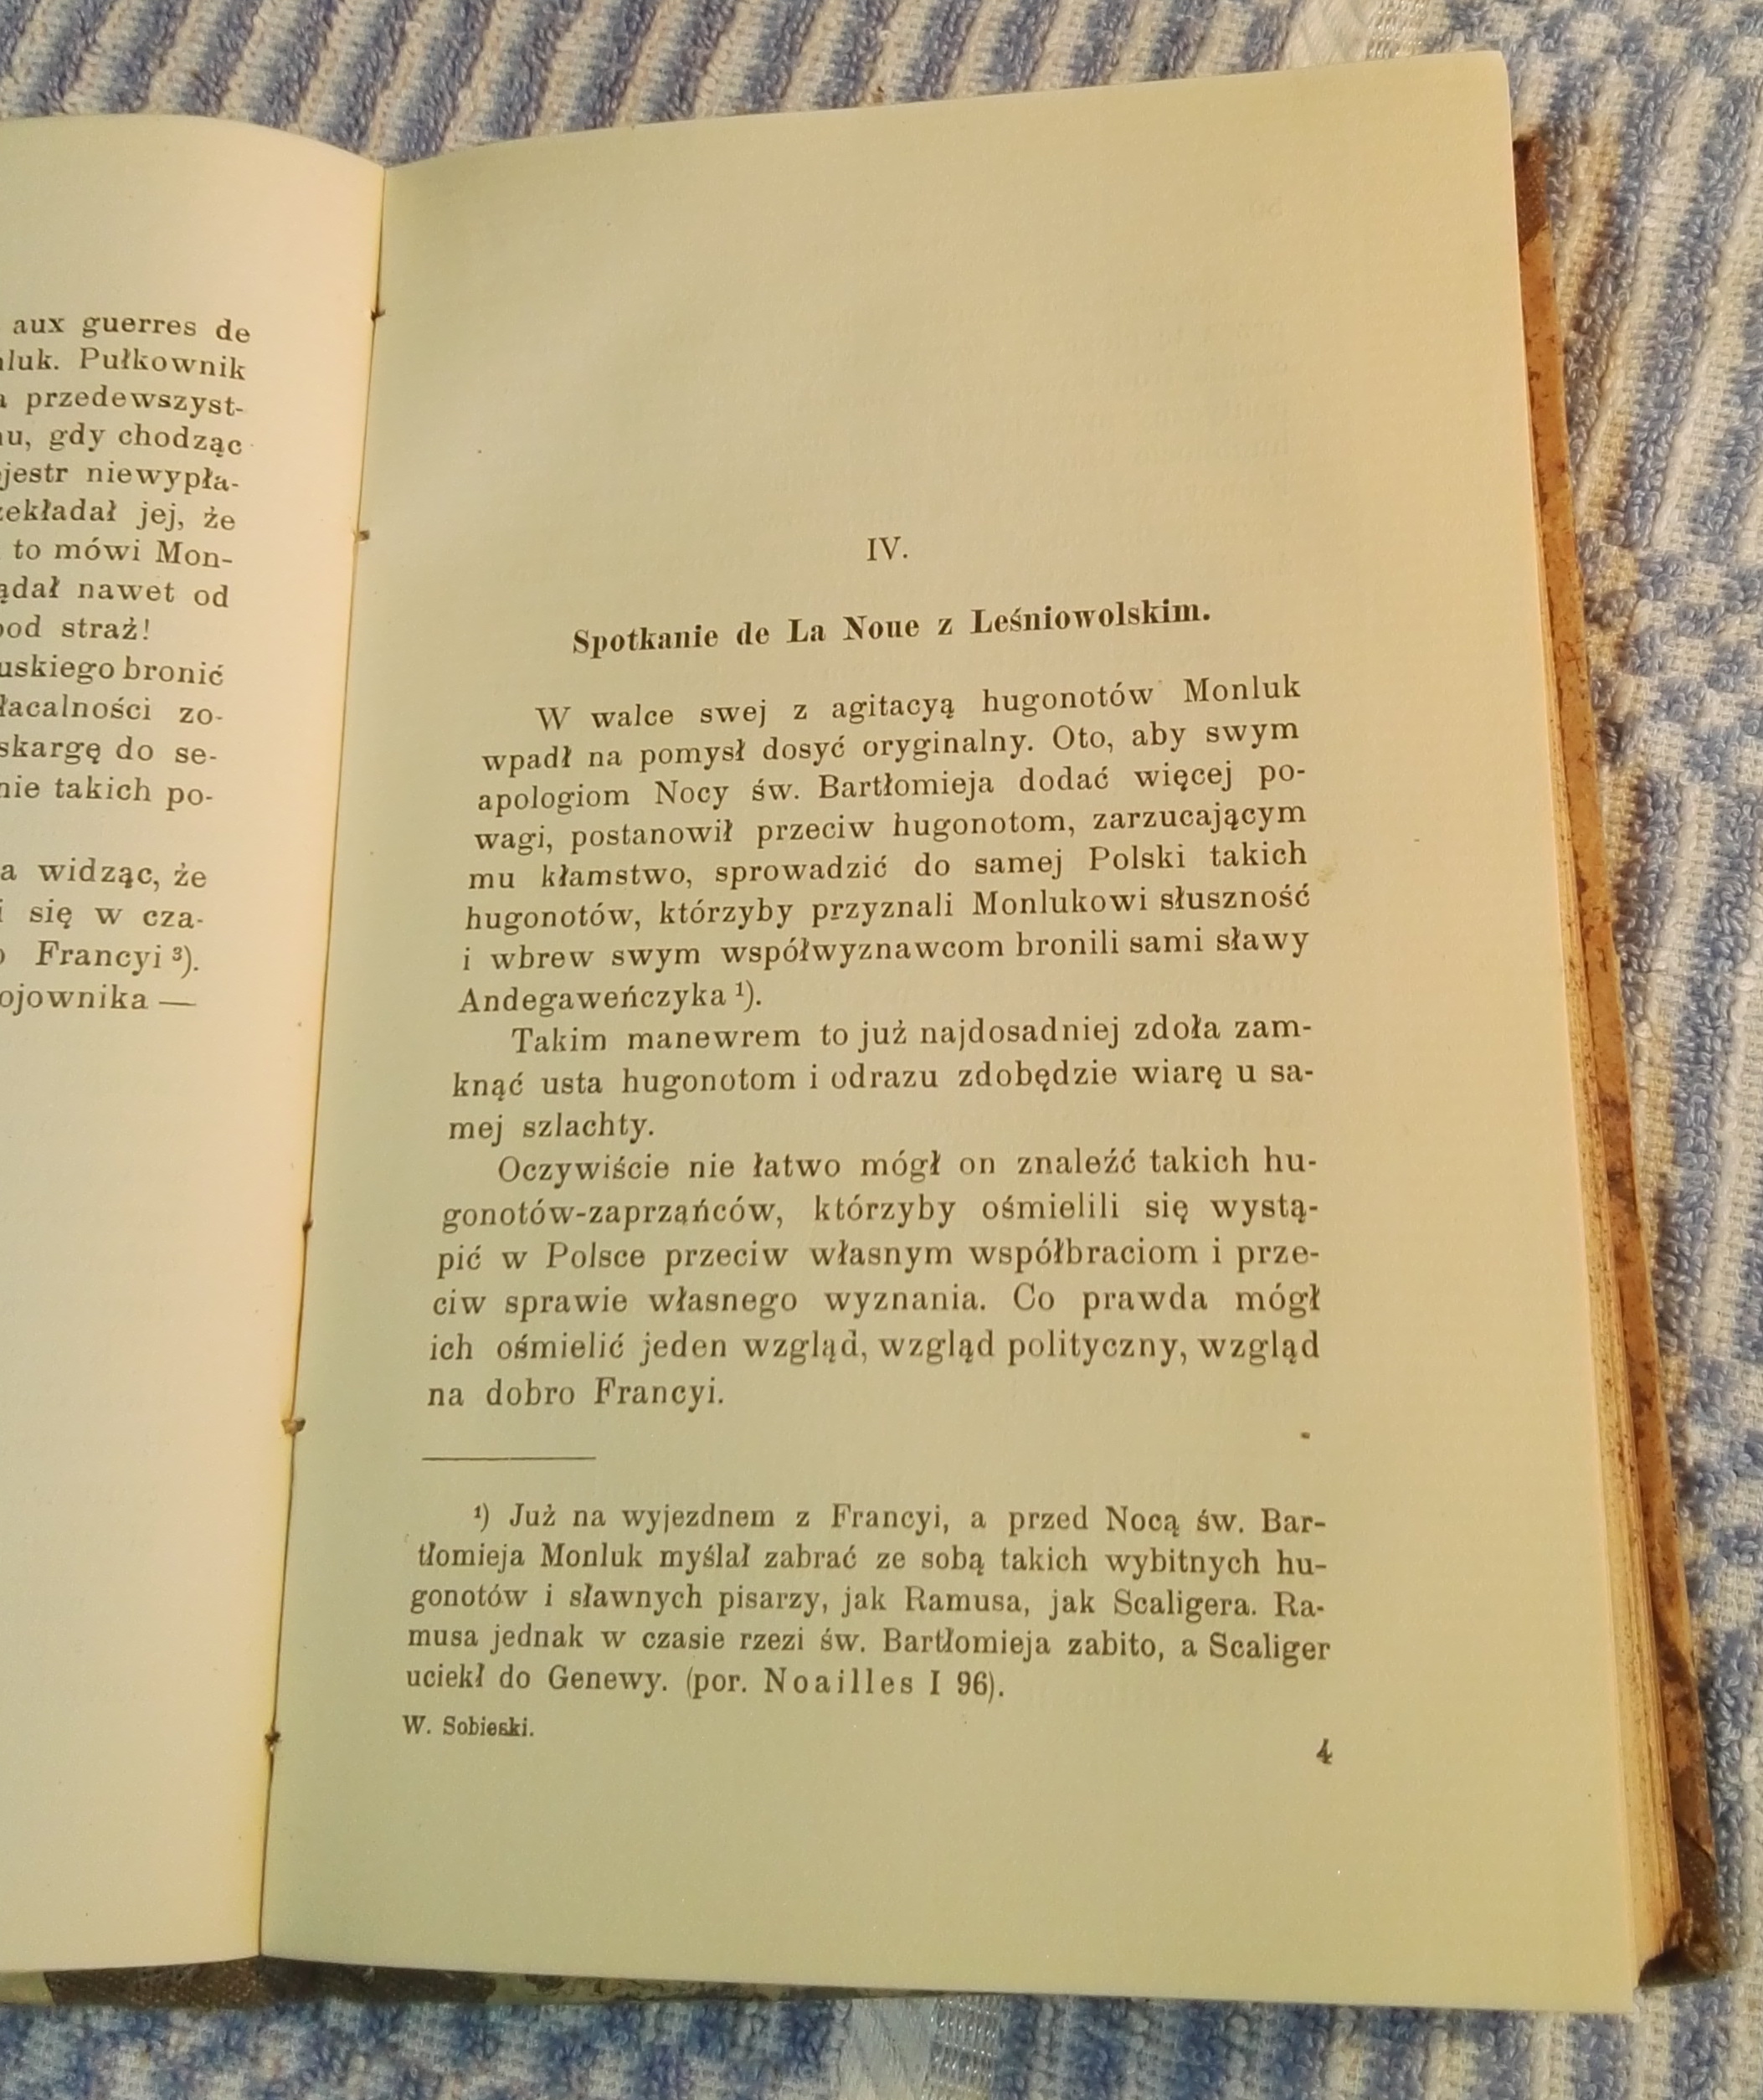 aux guerres de
Pułkownik
przedewszyst-
gdy chodząc
niewypła-
jej, że
to mówi Mon-
nawet od
straż!
bronić
zo-
skargę do se-
takich po-
a widząc, że
się w cza-
Francyi ³).
—
IV.
Spotkanie de La Noue z Leśniowolskim.
W walce swej z agitacyą hugonotów Monluk
wpadł na pomysł dosyć oryginalny. Oto, aby swym
apologiom Nocy św. Bartłomieja dodać więcej po-
wagi, postanowił przeciw hugonotom, zarzucającym
mu kłamstwo, sprowadzić do samej Polski takich
hugonotów, którzyby przyznali Monlukowi słuszność
i wbrew swym współwyznawcom bronili sami sławy
Andegaweńczyka ¹).
Takim manewrem to już najdosadniej zdoła zam-
knąć usta hugonotom i odrazu zdobędzie wiarę u sa-
mej szlachty.
Oczywiście nie łatwo mógł on znaleźć takich hu-
gonotów-zaprzańców, którzyby ośmielili się wystą-
pić w Polsce przeciw własnym współbraciom i prze-
ciw sprawie własnego wyznania. Co prawda mógł
ich ośmielić jeden wzgląd, wzgląd polityczny, wzgląd
na dobro Francyi.
¹) Już na wyjezdnem z Francyi, a przed Nocą św. Bar-
tłomieja Monluk myślał zabrać ze sobą takich wybitnych hu-
gonotów i sławnych pisarzy, jak Ramusa, jak Scaligera. Ra-
musa jednak w czasie rzezi św. Bartłomieja zabito, a Scaliger
uciekł do Genewy. (por. Noailles I 96).
W. Sobieski.
4